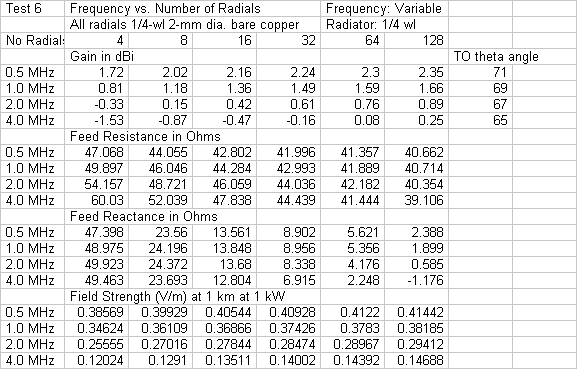 Test 6 Frequency vs. Number of Radials Frequency: Variable
All radials 1/4-wl 2-mm dia. bare copper Radiator: 1/4 wl
No Radials 4 8 16 32 64 128
Gain in dBi TO theta angle
0.5 MHz 1.72 2.02 2.16 2.24 2.3 2.35 71
1.0 MHz 0.81 1.18 1.36 1.49 1.59 1.66 69
2.0 MHz -0.33 0.15 0.42 0.61 0.76 0.89 67
4.0 MHz -1.53 -0.87 -0.47 -0.16 0.08 0.25 65
Feed Resistance in Ohms
0.5 MHz 47.068 44.055 42.802 41.996 41.357 40.662
1.0 MHz 49.897 46.046 44.284 42.993 41.889 40.714
2.0 MHz 54.157 48.721 46.059 44.036 42.182 40.354
4.0 MHz 60.03 52.039 47.838 44.439 41.444 39.106
Feed Reactance in Ohms
0.5 MHz 47.398 23.56 13.561 8.902 5.621 2.388
1.0 MHz 48.975 24.196 13.848 8.956 5.356 1.899
2.0 MHz 49.923 24.372 13.68 8.338 4.176 0.585
4.0 MHz 49.463 23.693 12.804 6.915 2.248 -1.176
Field Strength (V/m) at 1 km at 1 kW
0.5 MHz 0.38569 0.39929 0.40544 0.40928 0.4122 0.41442
1.0 MHz 0.34624 0.36109 0.36866 0.37426 0.3783 0.38185
2.0 MHz 0.25555 0.27016 0.27844 0.28474 0.28967 0.29412
4.0 MHz 0.12024 0.1291 0.13511 0.14002 0.14392 0.14688